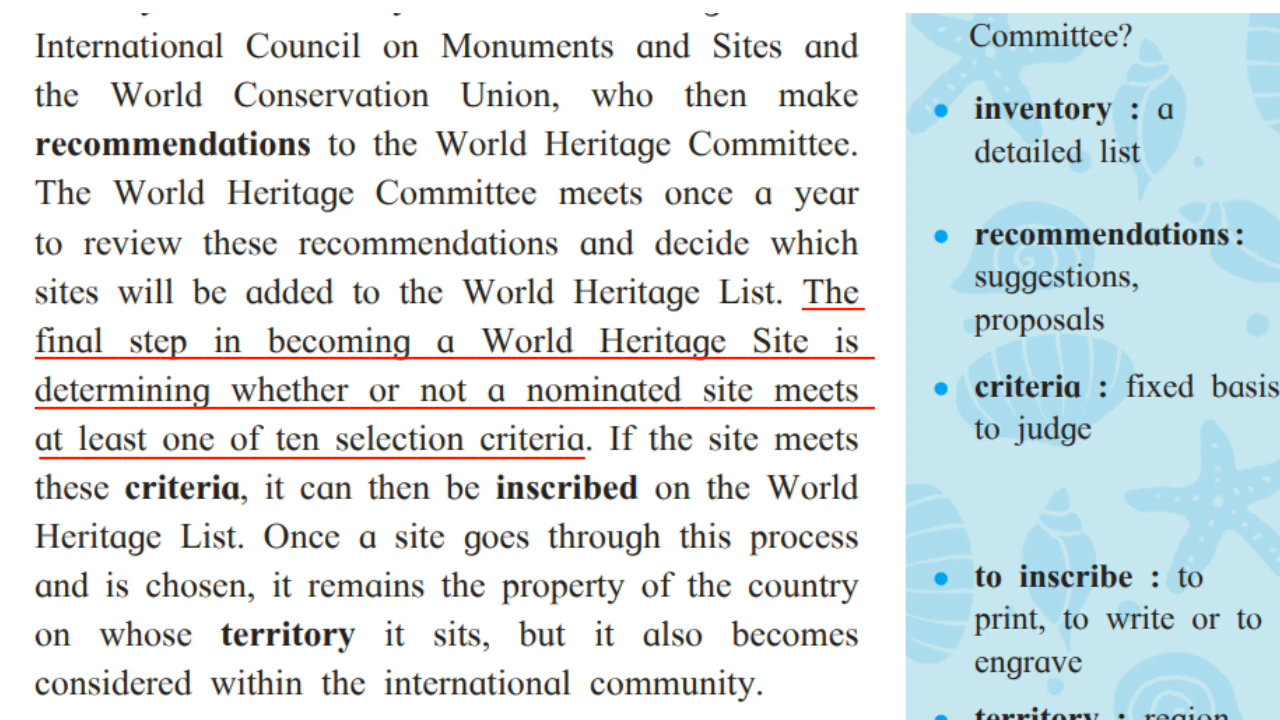 International Council on Monuments and Sites and
the World Conservation Union, who then make
recommendations to the World Heritage Committee.
The World Heritage Committee meets once a year
to review these recommendations and decide which
sites will be added to the World Heritage List. The
final step in becoming a World Heritage Site is
determining whether or not a nominated site meets
at least one of ten selection criteria. If the site meets
these criteria, it can then be inscribed on the World
Heritage List. Once a site goes through this process
and is chosen, it remains the property of the country
on whose territory it sits, but it also becomes
considered within the international community.
Committee?
• inventory : a
detailed list
• recommendations:
suggestions,
proposals
• criteria : fixed basis
to judge
• to inscribe : to
print, to write or to
engrave
• territory : region